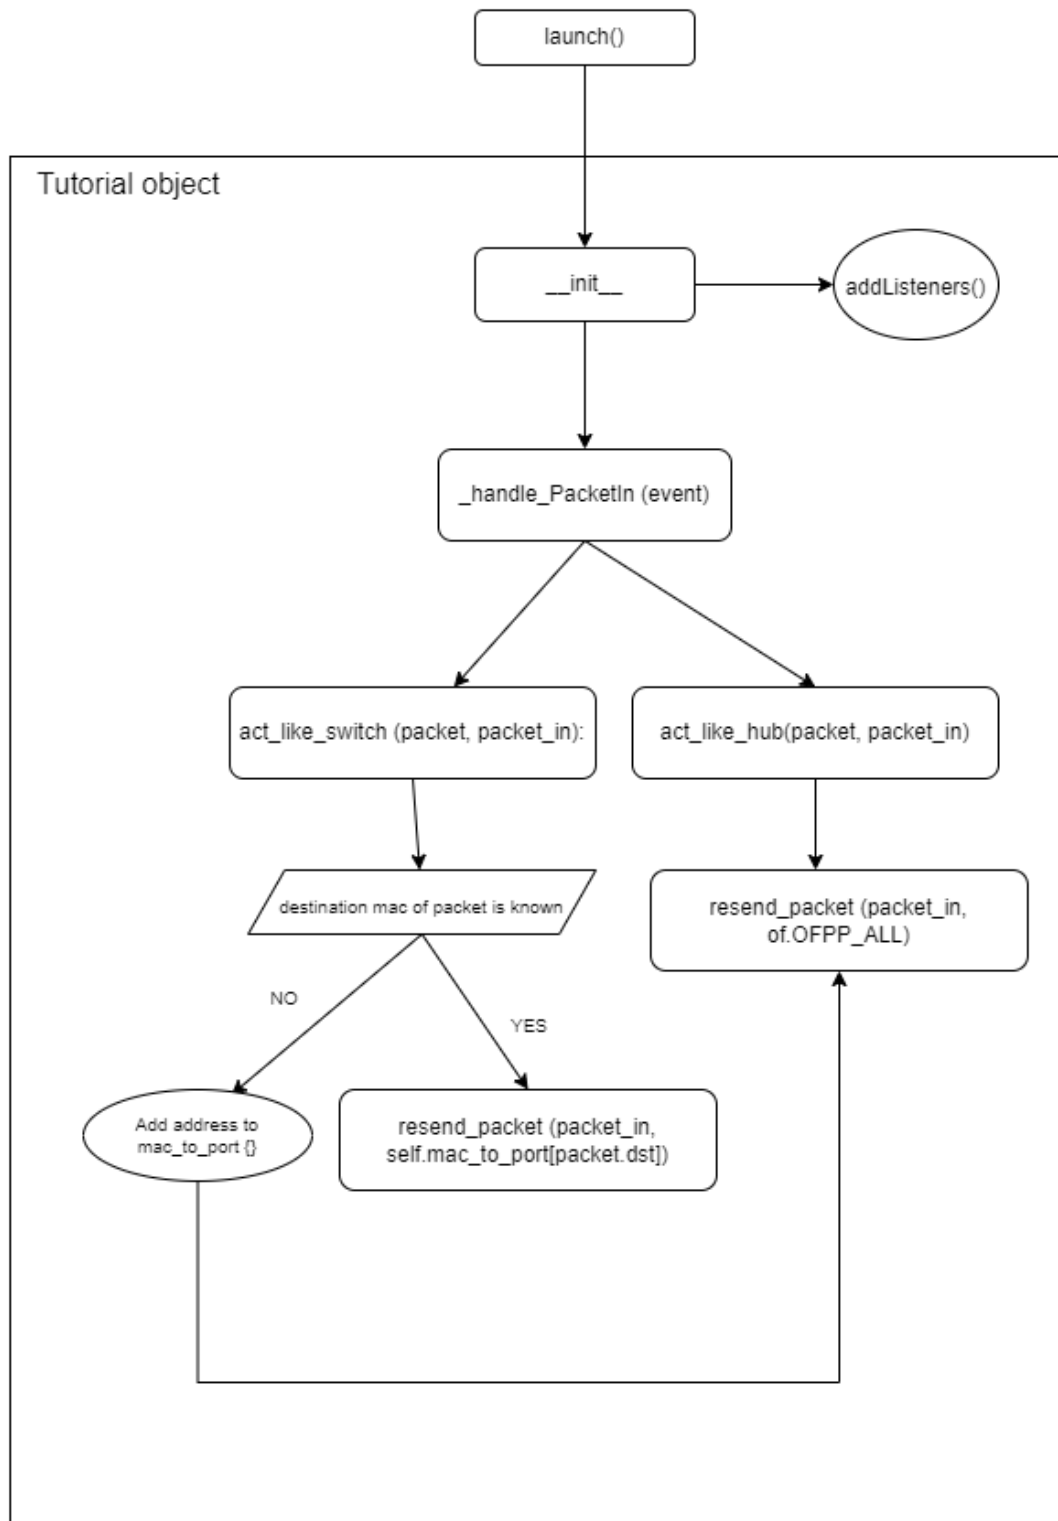 launch()
Tutorial object
__init__
addListeners()
_handle_PacketIn (event)
act_like_switch (packet, packet_in):
act_like_hub(packet, packet_in)
destination mac of packet is known
resend_packet (packet_in,
of.OFPP_ALL)
NO
YES
Add address to
mac_to_port {}
resend_packet (packet_in,
self.mac_to_port[packet.dst])